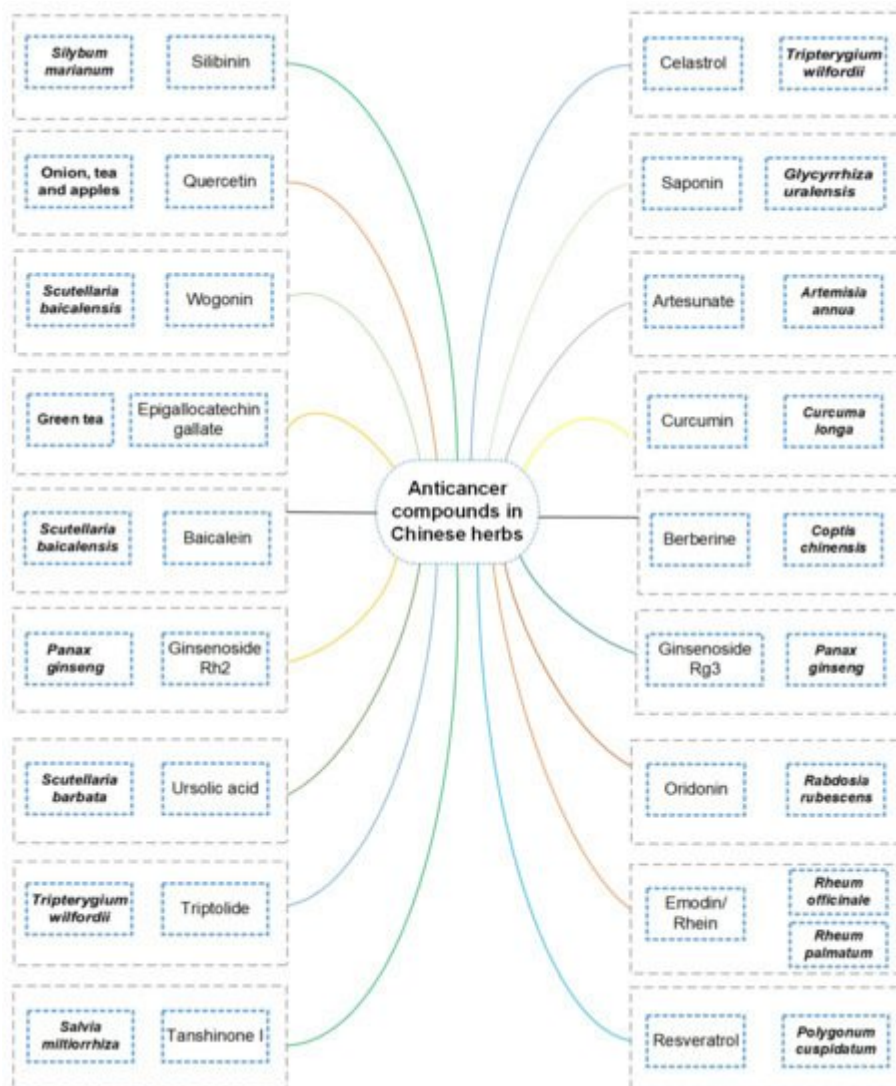 Silybum
marianum
Silibinin
Onion, tea
and apples
Quercetin
Scutellaria
baicalensis
Wogonin
Green tea
Epigallocatechin
gallate
Scutellaria
baicalensis
Baicalein
Panax
ginseng
Ginsenoside
Rh2
Scutellaria
barbata
Ursolic acid
Tripterygium
wilfordii
Triptolide
Salvia
miltiorrhiza
Tanshinone I
Anticancer
compounds in
Chinese herbs
Celastrol
Tripterygium
wilfordii
Saponin
Glycyrrhiza
uralensis
Artesunate
Artemisia
annua
Curcumin
Curcuma
longa
Berberine
Coptis
chinensis
Ginsenoside
Rg3
Panax
ginseng
Oridonin
Rabdosia
rubescens
Emodin/
Rhein
Rheum
officinale
Rheum
palmatum
Resveratrol
Polygonum
cuspidatum